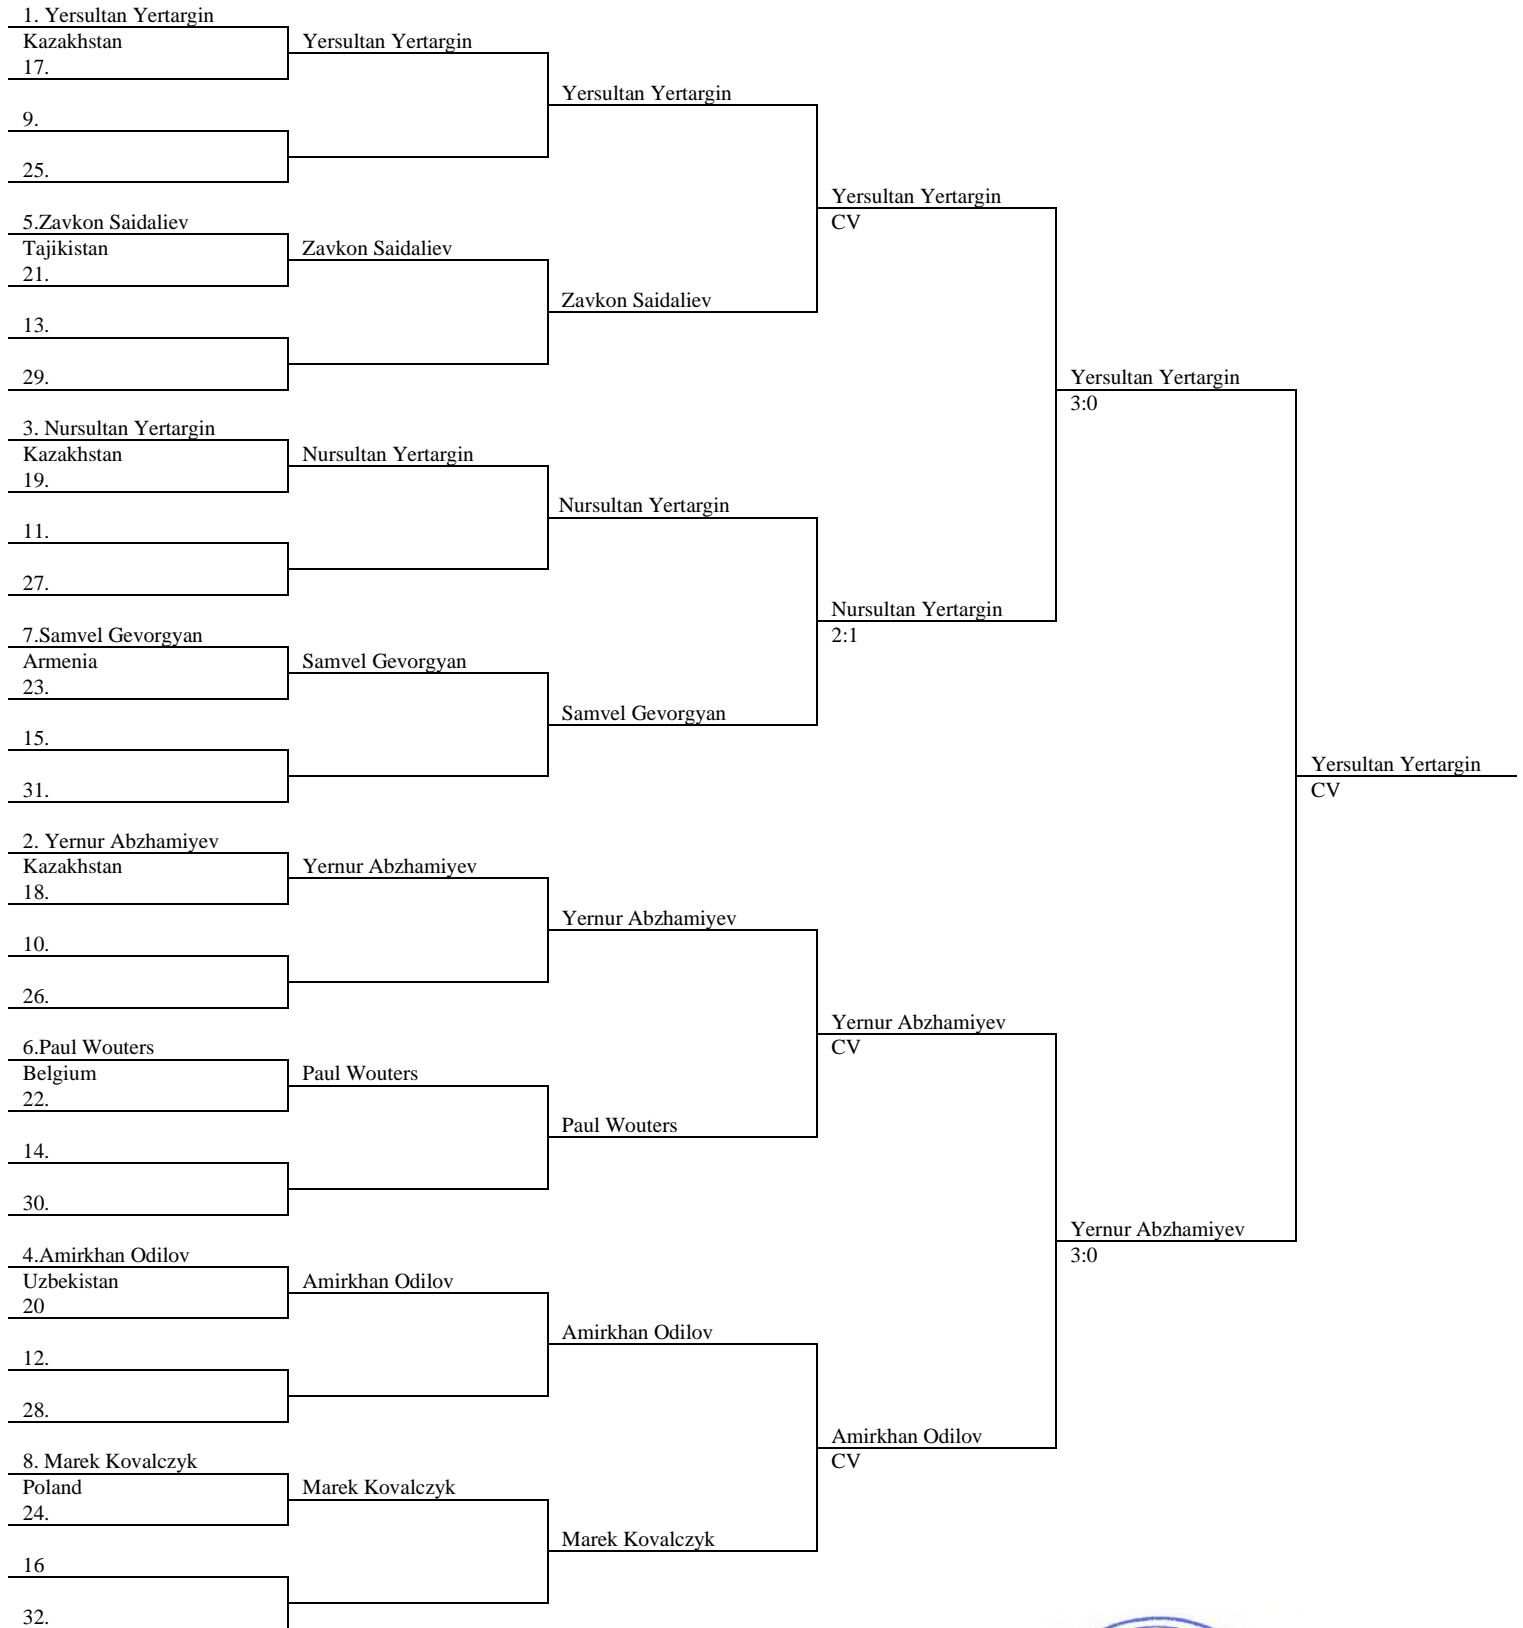 1. Yersultan Yertargin
Kazakhstan
Yersultan Yertargin
17.
Yersultan Yertargin
9.
25.
Yersultan Yertargin
CV
5.Zavkon Saidaliev
Tajikistan
Zavkon Saidaliev
21.
Zavkon Saidaliev
13.
29.
Yersultan Yertargin
3:0
3. Nursultan Yertargin
Kazakhstan
Nursultan Yertargin
19.
Nursultan Yertargin
11.
27.
Nursultan Yertargin
2:1
7.Samvel Gevorgyan
Armenia
Samvel Gevorgyan
23.
Samvel Gevorgyan
15.
31.
Yersultan Yertargin
CV
2. Yernur Abzhamiyev
Kazakhstan
Yernur Abzhamiyev
18.
Yernur Abzhamiyev
10.
26.
Yernur Abzhamiyev
CV
6.Paul Wouters
Belgium
Paul Wouters
22.
Paul Wouters
14.
30.
Yernur Abzhamiyev
3:0
4.Amirkhan Odilov
Uzbekistan
Amirkhan Odilov
20
Amirkhan Odilov
12.
28.
Amirkhan Odilov
CV
8. Marek Kovalczyk
Poland
Marek Kovalczyk
24.
Marek Kovalczyk
16
32.